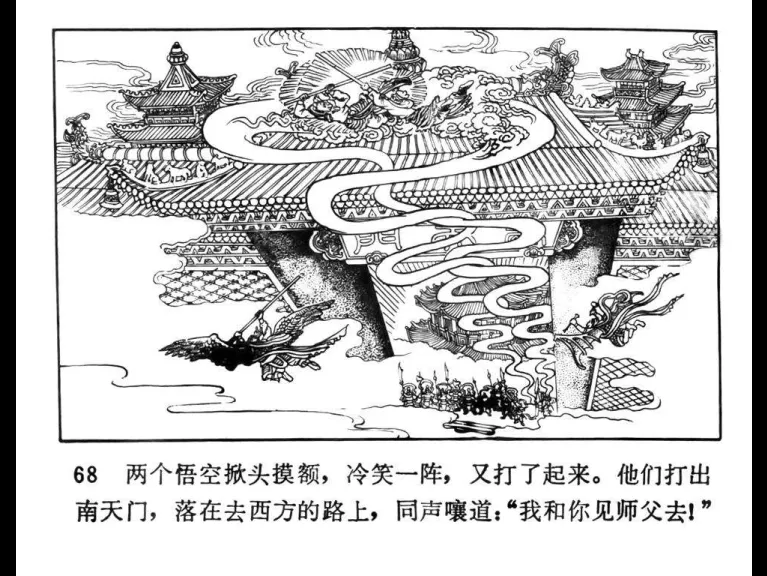 68 两个悟空掀头摸额，冷笑一阵，又打了起来。他们打出
南天门，落在去西方的路上，同声嚷道：“我和你见师父去！”